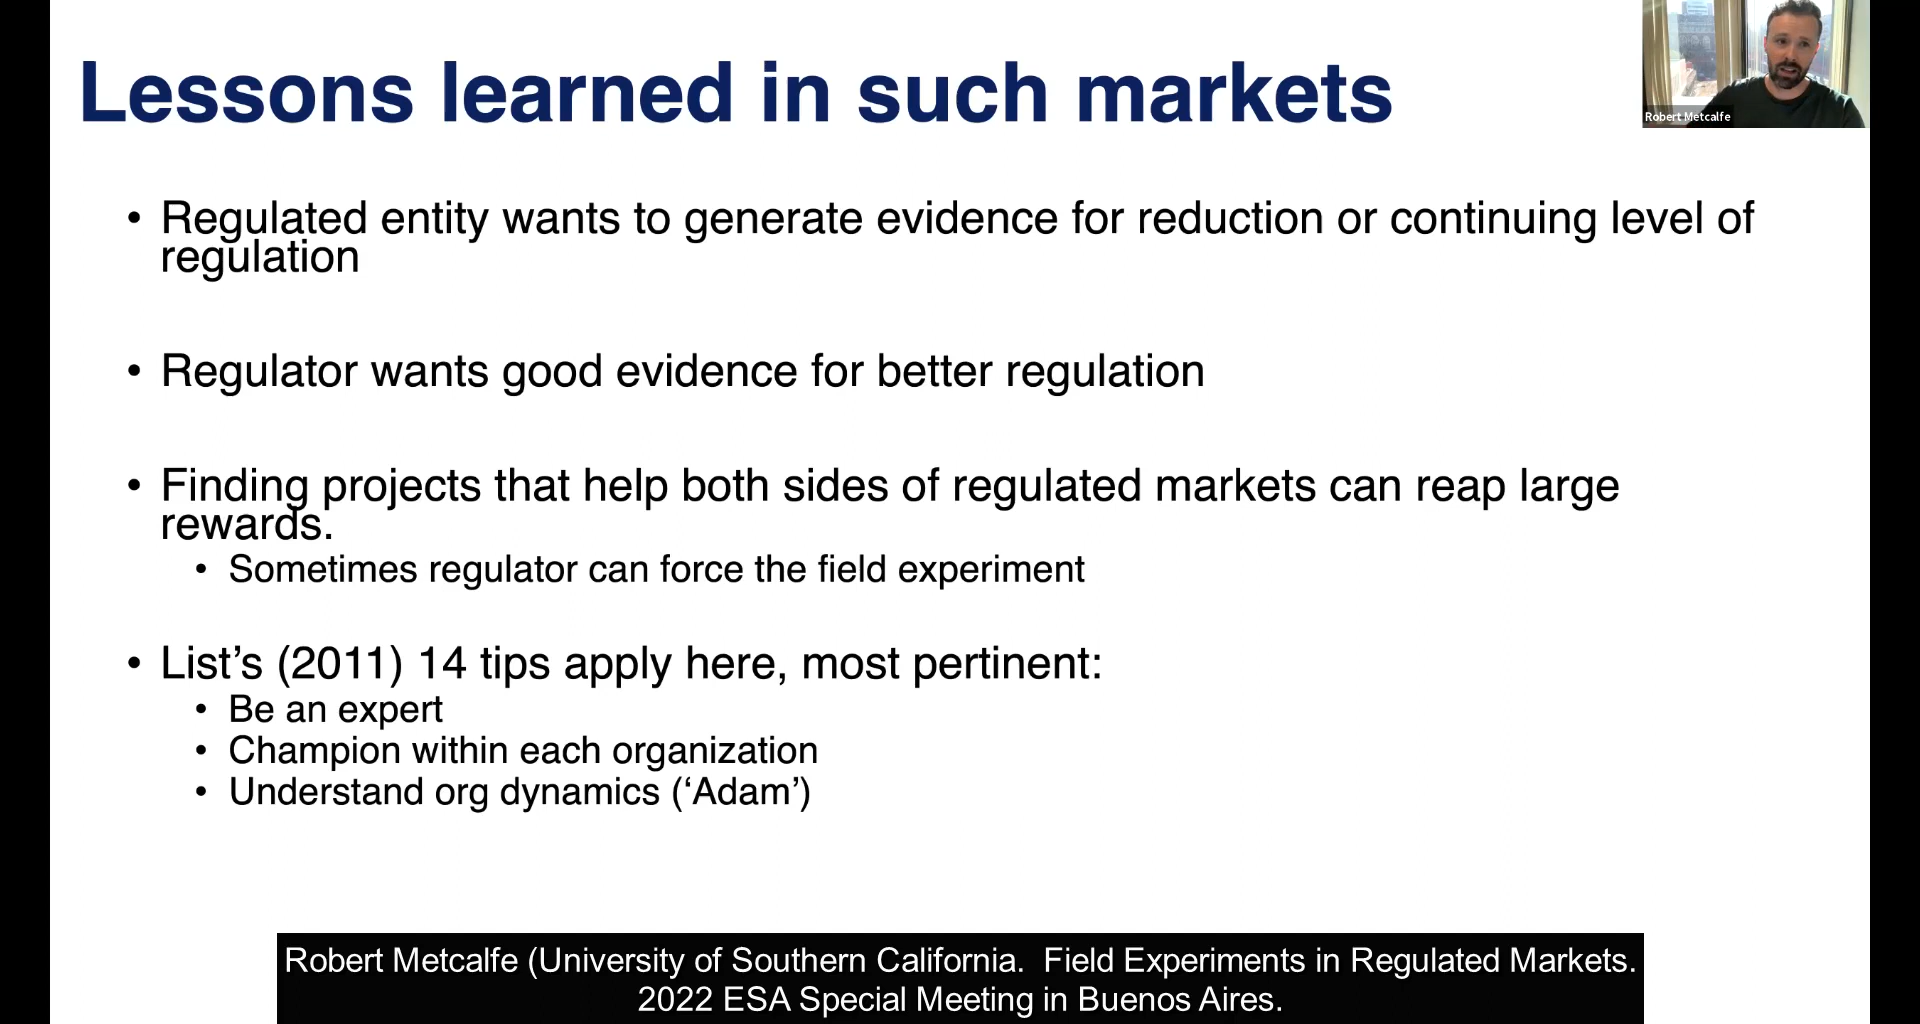 Lessons learned in such markets
Robert Metcalfe
• Regulated entity wants to generate evidence for reduction or continuing level of
regulation
• Regulator wants good evidence for better regulation
• Finding projects that help both sides of regulated markets can reap large
rewards.
• Sometimes regulator can force the field experiment
• List’s (2011) 14 tips apply here, most pertinent:
• Be an expert
• Champion within each organization
• Understand org dynamics (‘Adam’)
Robert Metcalfe (University of Southern California.  Field Experiments in Regulated Markets.
2022 ESA Special Meeting in Buenos Aires.